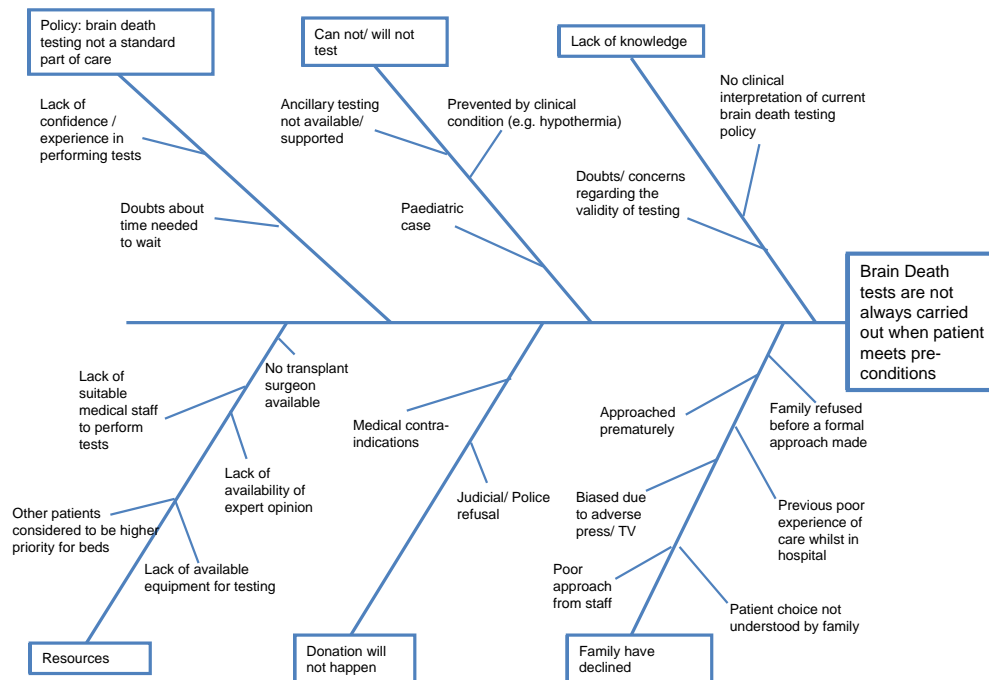 Policy: brain death
testing not a standard
part of care
Can not/ will not
test
Lack of knowledge
Lack of
confidence /
experience in
performing tests
Doubts about
time needed
to wait
Ancillary testing
not available/
supported
Prevented by clinical
condition (e.g. hypothermia)
Paediatric
case
No clinical
interpretation of current
brain death testing
policy
Doubts/ concerns
regarding the
validity of testing
Brain Death
tests are not
always carried
out when patient
meets pre-
conditions
No transplant
surgeon
available
Lack of
suitable
medical staff
to perform
tests
Lack of
availability of
expert opinion
Other patients
considered to be higher
priority for beds
Lack of available
equipment for testing
Resources
Medical contra-
indications
Judicial/ Police
refusal
Donation will
not happen
Approached
prematurely
Family refused
before a formal
approach made
Biased due
to adverse
press/ TV
Previous poor
experience of
care whilst in
hospital
Poor
approach
from staff
Patient choice not
understood by family
Family have
declined